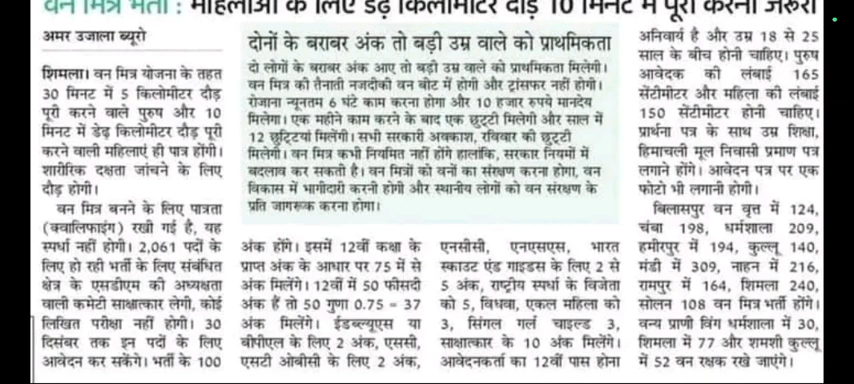 वन मित्र भर्ती : महिलाओं के लिए डेढ़ किलोमीटर दौड़ 10 मिनट में पूरी करना जरूरी
अमर उजाला ब्यूरो
शिमला। वन मित्र योजना के तहत
30 मिनट में 5 किलोमीटर दौड़
पूरी करने वाले पुरुष और 10
मिनट में डेढ़ किलोमीटर दौड़ पूरी
करने वाली महिलाएं ही पात्र होंगी।
शारीरिक दक्षता जांचने के लिए
दौड़ होगी।
वन मित्र बनने के लिए पात्रता
(क्वालिफाइंग) रखी गई है, यह
स्पर्धा नहीं होगी। 2,061 पदों के
लिए हो रही भर्ती के लिए संबंधित
क्षेत्र के एसडीएम की अध्यक्षता
वाली कमेटी साक्षात्कार लेगी, कोई
लिखित परीक्षा नहीं होगी। 30
दिसंबर तक इन पदों के लिए
आवेदन कर सकेंगे। भर्ती के 100
दोनों के बराबर अंक तो बड़ी उम्र वाले को प्राथमिकता
दो लोगों के बराबर अंक आए तो बड़ी उम्र वाले को प्राथमिकता मिलेगी।
वन मित्र की तैनाती नजदीकी वन बीट में होगी और ट्रांसफर नहीं होगी।
रोजाना न्यूनतम 6 घंटे काम करना होगा और 10 हजार रुपये मानदेय
मिलेगा। एक महीने काम करने के बाद एक छुट्टी मिलेगी और साल में
12 छुट्टियां मिलेंगी। सभी सरकारी अवकाश, रविवार की छुट्टी
मिलेगी। वन मित्र कभी नियमित नहीं होंगे हालांकि, सरकार नियमों में
बदलाव कर सकती है। वन मित्रों को वनों का संरक्षण करना होगा, वन
विकास में भागीदारी करनी होगी और स्थानीय लोगों को वन संरक्षण के
प्रति जागरूक करना होगा।
अंक होंगे। इसमें 12वीं कक्षा के
प्राप्त अंक के आधार पर 75 में से
अंक मिलेंगे। 12वीं में 50 फीसदी
अंक हैं तो 50 गुणा 0.75 = 37
अंक मिलेंगे। ईडब्ल्यूएस या
बीपीएल के लिए 2 अंक, एससी,
एसटी ओबीसी के लिए 2 अंक,
एनसीसी, एनएसएस, भारत
स्काउट एंड गाइडस के लिए 2 से
5 अंक, राष्ट्रीय स्पर्धा के विजेता
को 5, विधवा, एकल महिला को
3, सिंगल गर्ल चाइल्ड 3,
साक्षात्कार के 10 अंक मिलेंगे।
आवेदनकर्ता का 12वीं पास होना
अनिवार्य है और उम्र 18 से 25
साल के बीच होनी चाहिए। पुरुष
आवेदक की लंबाई 165
सेंटीमीटर और महिला की लंबाई
150 सेंटीमीटर होनी चाहिए।
प्रार्थना पत्र के साथ उम्र शिक्षा,
हिमाचली मूल निवासी प्रमाण पत्र
लगाने होंगे। आवेदन पत्र पर एक
फोटो भी लगानी होगी।
बिलासपुर वन वृत्त में 124,
चंबा 198, धर्मशाला 209,
हमीरपुर में 194, कुल्लू 140,
मंडी में 309, नाहन में 216,
रामपुर में 164, शिमला 240,
सोलन 108 वन मित्र भर्ती होंगे।
वन्य प्राणी विंग धर्मशाला में 30,
शिमला में 77 और शमशी कुल्लू
में 52 वन रक्षक रखे जाएंगे।